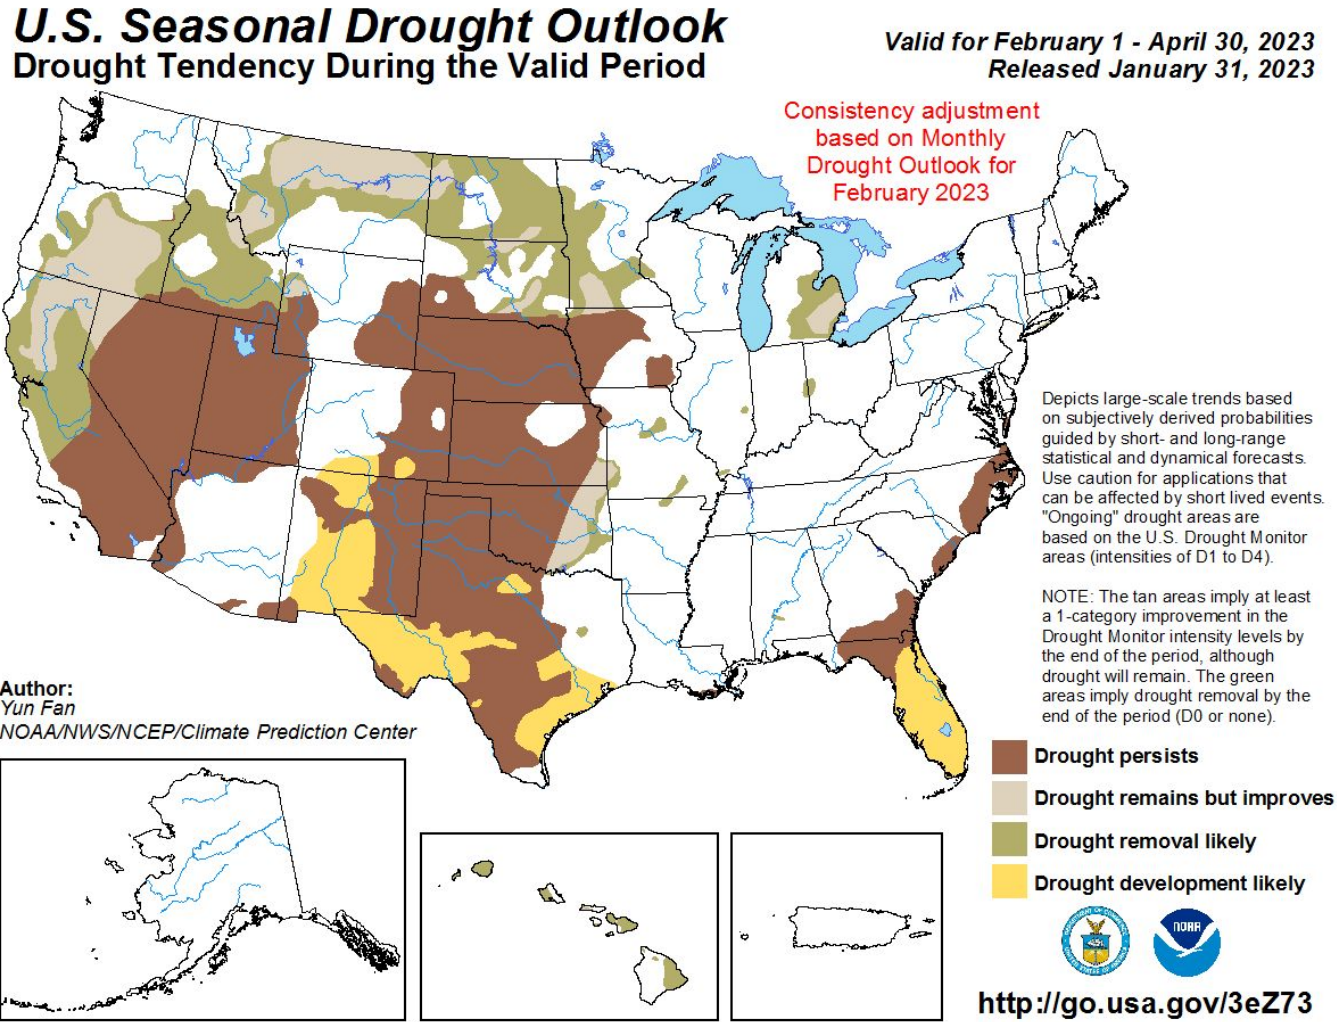 U.S. Seasonal Drought Outlook
Drought Tendency During the Valid Period
Valid for February 1 - April 30, 2023
Released January 31, 2023
Consistency adjustment
based on Monthly
Drought Outlook for
February 2023
Depicts large-scale trends based
on subjectively derived probabilities
guided by short- and long-range
statistical and dynamical forecasts.
Use caution for applications that
can be affected by short lived events.
"Ongoing" drought areas are
based on the U.S. Drought Monitor
areas (intensities of D1 to D4).
NOTE: The tan areas imply at least
a 1-category improvement in the
Drought Monitor intensity levels by
the end of the period, although
drought will remain. The green
areas imply drought removal by the
end of the period (D0 or none).
Author:
Yun Fan
NOAA/NWS/NCEP/Climate Prediction Center
Drought persists
Drought remains but improves
Drought removal likely
Drought development likely
NOAA
http://go.usa.gov/3eZ73